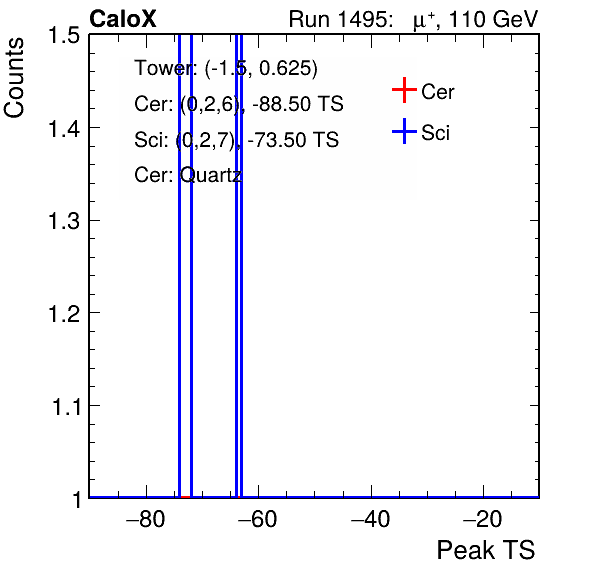 CaloX Run 1495: μ⁺, 110 GeV
Counts
1.5
1.4
1.3
1.2
1.1
1
Tower: (-1.5, 0.625)
Cer: (0,2,6), -88.50 TS
Sci: (0,2,7), -73.50 TS
Cer: Quartz
Cer
Sci
−80 −60 −40 −20
Peak TS